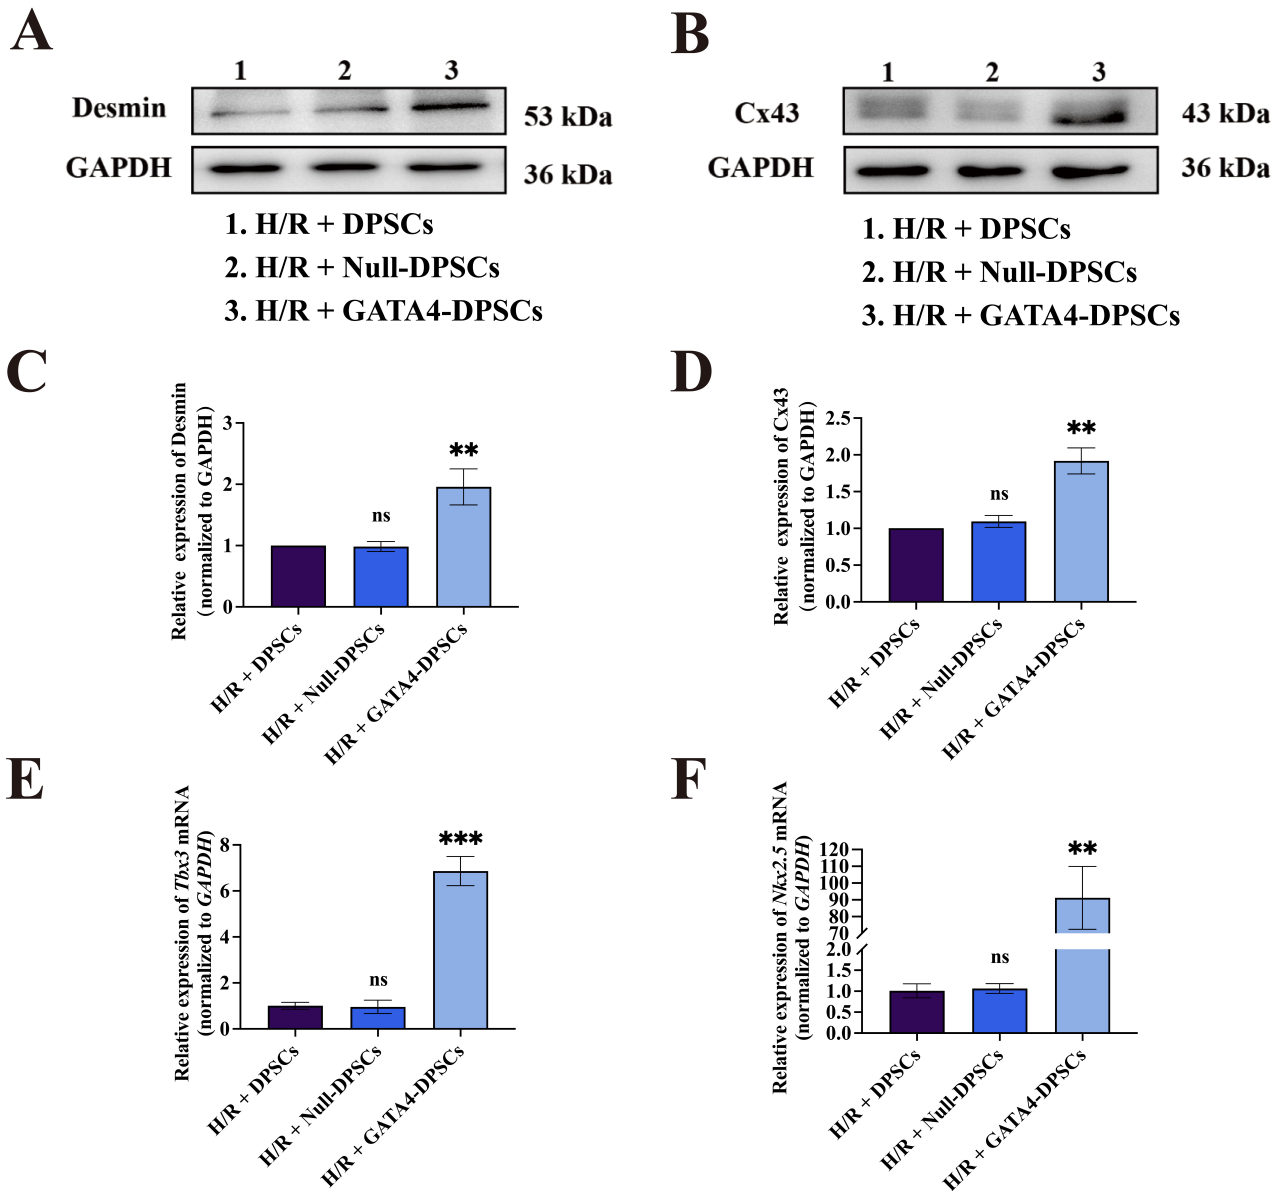 A
1 2 3
Desmin
53 kDa
GAPDH
36 kDa
1. H/R + DPSCs
2. H/R + Null-DPSCs
3. H/R + GATA4-DPSCs
B
1 2 3
Cx43
43 kDa
GAPDH
36 kDa
1. H/R + DPSCs
2. H/R + Null-DPSCs
3. H/R + GATA4-DPSCs
C
Relative expression of Desmin
(normalized to GAPDH)
3
2
1
0
ns
**
H/R + DPSCs
H/R + Null-DPSCs
H/R + GATA4-DPSCs
D
Relative expression of Cx43
(normalized to GAPDH)
2.5
2.0
1.5
1.0
0.5
0.0
ns
**
H/R + DPSCs
H/R + Null-DPSCs
H/R + GATA4-DPSCs
E
Relative expression of Tbx3 mRNA
(normalized to GAPDH)
8
6
4
2
0
ns
***
H/R + DPSCs
H/R + Null-DPSCs
H/R + GATA4-DPSCs
F
Relative expression of Nkx2.5 mRNA
(normalized to GAPDH)
120
110
100
90
80
70
2.0
1.5
1.0
0.5
0.0
ns
**
H/R + DPSCs
H/R + Null-DPSCs
H/R + GATA4-DPSCs